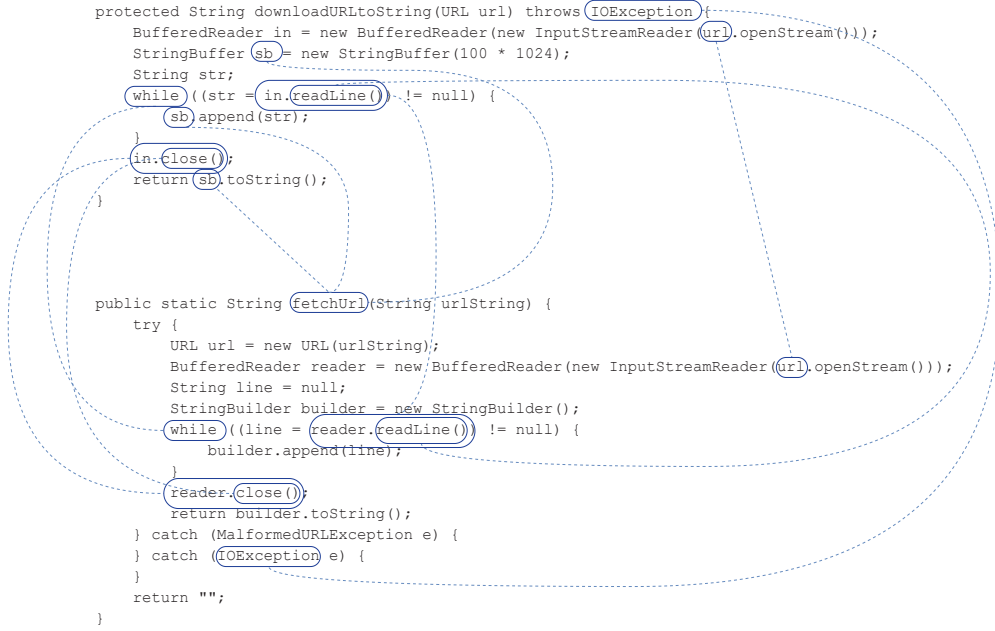 protected String downloadURLtoString(URL url) throws IOException {
    BufferedReader in = new BufferedReader(new InputStreamReader(url.openStream()));
    StringBuffer sb = new StringBuffer(100 * 1024);
    String str;
    while ((str = in.readLine()) != null) {
        sb.append(str);
    }
    in.close();
    return sb.toString();
}
public static String fetchUrl(String urlString) {
    try {
        URL url = new URL(urlString);
        BufferedReader reader = new BufferedReader(new InputStreamReader(url.openStream()));
        String line = null;
        StringBuilder builder = new StringBuilder();
        while ((line = reader.readLine()) != null) {
            builder.append(line);
        }
        reader.close();
        return builder.toString();
    } catch (MalformedURLException e) {
    } catch (IOException e) {
    }
    return "";
}